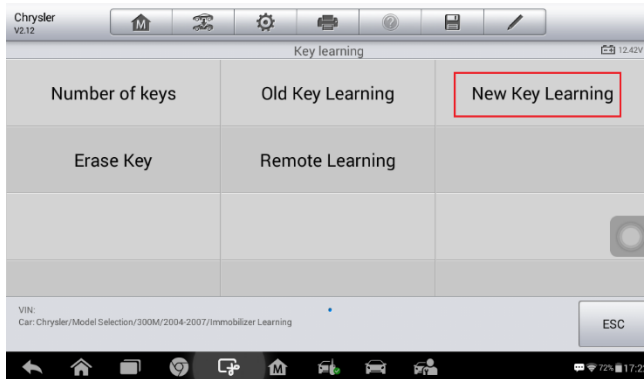 Chrysler
V2.12
Key learning
12.42V
Number of keys
Old Key Learning
New Key Learning
Erase Key
Remote Learning
VIN:
Car: Chrysler/Model Selection/300M/2004-2007/Immobilizer Learning
ESC
72%